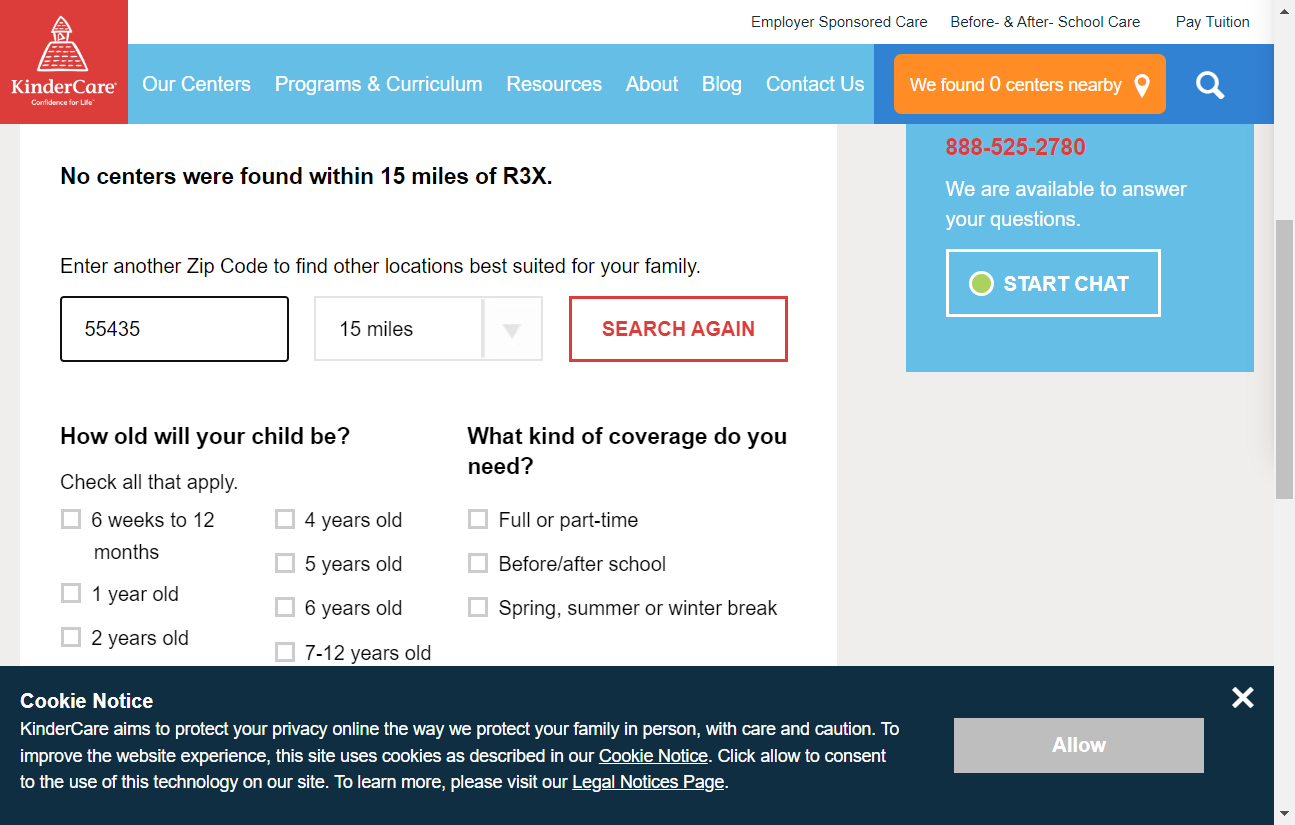 Employer Sponsored Care Before- & After- School Care Pay Tuition
KinderCare
Confidence for Life
Our Centers Programs & Curriculum Resources About Blog Contact Us We found 0 centers nearby
888-525-2780
We are available to answer
your questions.
START CHAT
No centers were found within 15 miles of R3X.
Enter another Zip Code to find other locations best suited for your family.
55435 15 miles SEARCH AGAIN
How old will your child be?
Check all that apply.
6 weeks to 12
months
1 year old
2 years old
4 years old
5 years old
6 years old
7-12 years old
What kind of coverage do you
need?
Full or part-time
Before/after school
Spring, summer or winter break
Cookie Notice
KinderCare aims to protect your privacy online the way we protect your family in person, with care and caution. To
improve the website experience, this site uses cookies as described in our Cookie Notice. Click allow to consent
to the use of this technology on our site. To learn more, please visit our Legal Notices Page.
Allow